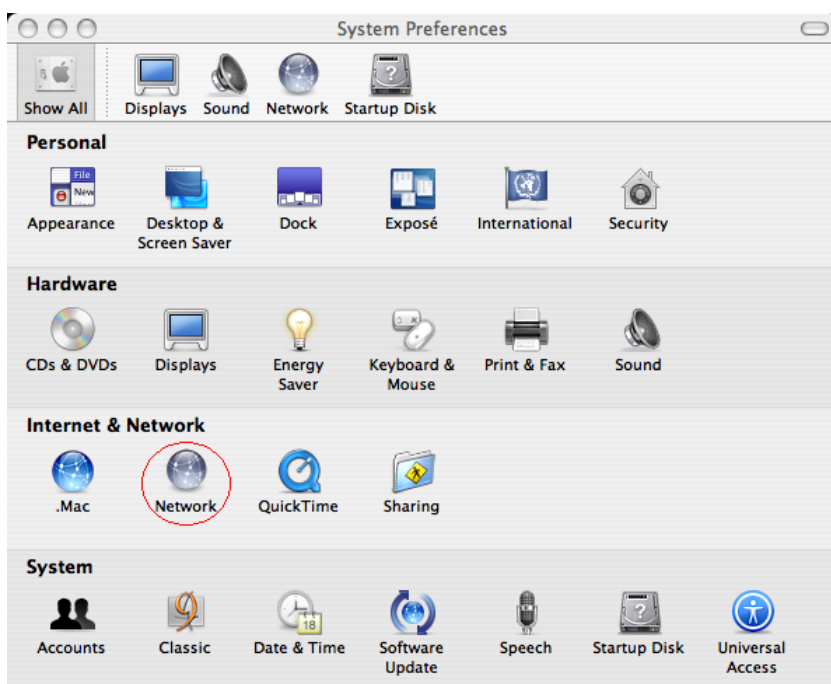 System Preferences
Show All Displays Sound Network Startup Disk
Personal
File
New
Appearance Desktop & Screen Saver Dock Exposé International Security
Hardware
CDs & DVDs Displays Energy Saver Keyboard & Mouse Print & Fax Sound
Internet & Network
.Mac Network QuickTime Sharing
System
18
Accounts Classic Date & Time Software Update Speech Startup Disk Universal Access